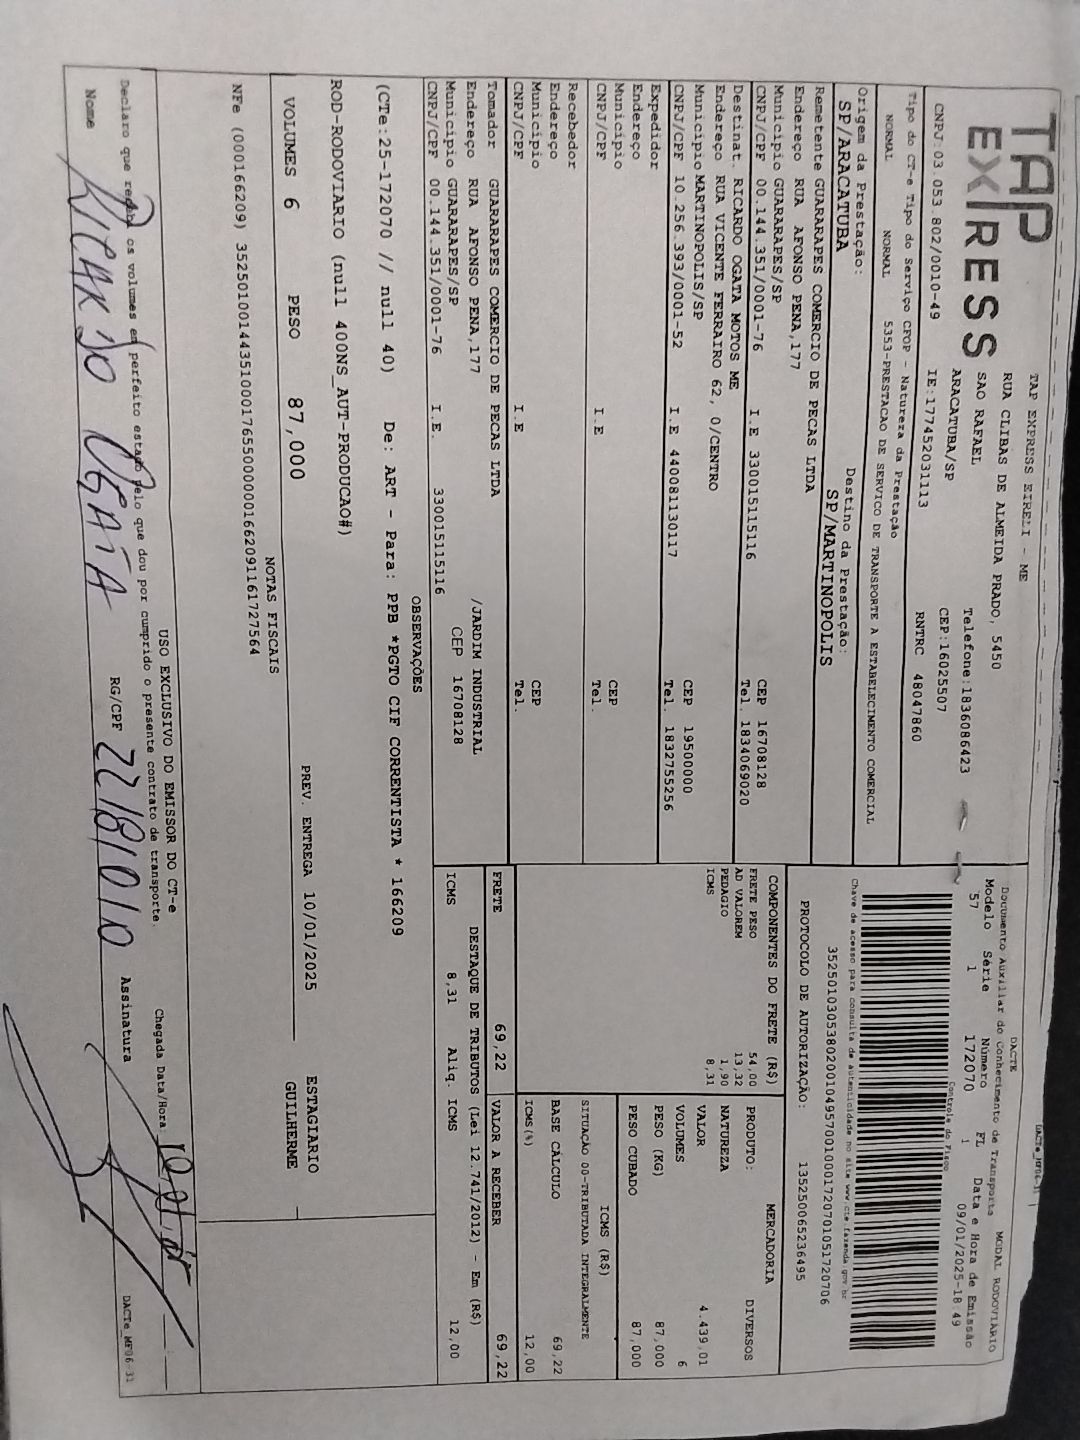 TAP EXPRESS
TAP EXPRESS EIRELI - ME
RUA CLIBAS DE ALMEIDA PRADO, 5450
SAO RAFAEL
ARACATUBA/SP
Telefone:1836086423
CEP:16025507
CNPJ: 03.053.802/0010-49 IE:177452031113 RNTRC 48047860
DACTE
DACTe_MF06-31
Documento Auxiliar do Conhecimento de Transporte MODAL RODOVIÁRIO
Modelo Série Número FL Data e Hora de Emissão
57 1 172070 1 09/01/2025-18:49
Controle do Fisco
Chave de acesso para consulta de autenticidade no site www.cte.fazenda.gov.br
35250103053802001049570010001720701051720706
PROTOCOLO DE AUTORIZAÇÃO: 135250065236495
Tipo do CT-e Tipo do Serviço CFOP - Natureza da Prestação
NORMAL NORMAL 5353-PRESTACAO DE SERVICO DE TRANSPORTE A ESTABELECIMENTO COMERCIAL
Origem da Prestação: Destino da Prestação:
SP/ARACATUBA SP/MARTINOPOLIS
Remetente GUARARAPES COMERCIO DE PECAS LTDA
Endereço RUA AFONSO PENA,177
Município GUARARAPES/SP CEP 16708128
CNPJ/CPF 00.144.351/0001-76 I.E 330015115116 Tel. 1834069020
Destinat. RICARDO OGATA MOTOS ME
Endereço RUA VICENTE FERRAIRO 62, 0/CENTRO
Município MARTINOPOLIS/SP CEP 19500000
CNPJ/CPF 10.256.393/0001-52 I.E 440081130117 Tel. 1832755256
Expedidor
Endereço
Município CEP
CNPJ/CPF I.E Tel.
Recebedor
Endereço
Município CEP
CNPJ/CPF I.E Tel.
Tomador GUARARAPES COMERCIO DE PECAS LTDA
Endereço RUA AFONSO PENA,177 /JARDIM INDUSTRIAL
Município GUARARAPES/SP CEP 16708128
CNPJ/CPF 00.144.351/0001-76 I.E. 330015115116
COMPONENTES DO FRETE (R$)
FRETE PESO 54,00
AD VALOREM 13,32
PEDAGIO 1,90
ICMS 8,31
MERCADORIA
PRODUTO: DIVERSOS
NATUREZA
VALOR 4.439,01
VOLUMES 6
PESO (KG) 87,000
PESO CUBADO 87,000
ICMS (R$)
SITUAÇÃO 00-TRIBUTADA INTEGRALMENTE
BASE CÁLCULO 69,22
ICMS(%) 12,00
FRETE 69,22 VALOR A RECEBER 69,22
DESTAQUE DE TRIBUTOS (Lei 12.741/2012) - Em (R$)
ICMS 8,31 Aliq. ICMS 12,00
OBSERVAÇÕES
(CTe:25-172070 // null 40) De: ART - Para: PPB *PGTO CIF CORRENTISTA * 166209
ROD-RODOVIARIO (null 400NS_AUT-PRODUCAO#)
VOLUMES 6 PESO 87,000 PREV. ENTREGA 10/01/2025
ESTAGIARIO
GUILHERME
NOTAS FISCAIS
NFe (000166209) 35250100144351000176550000001662091161727564
USO EXCLUSIVO DO EMISSOR DO CT-e
Declaro que recebi os volumes em perfeito estado pelo que dou por cumprido o presente contrato de transporte. Chegada Data/Hora:
Nome RICARDO OGATA RG/CPF Assinatura
DACTe_MF06-31